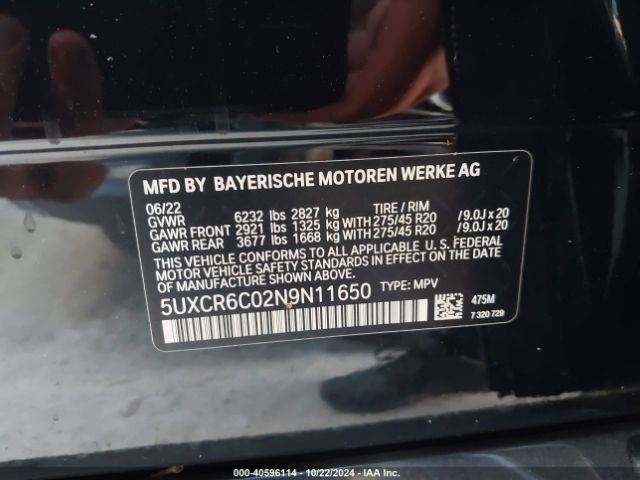 MFD BY BAYERISCHE MOTOREN WERKE AG
06/22 TIRE / RIM
GVWR 6232 lbs 2827 kg
GAWR FRONT 2921 lbs 1325 kg WITH 275/45 R20 /9.0J x 20
GAWR REAR 3677 lbs 1668 kg WITH 275/45 R20 /9.0J x 20
THIS VEHICLE CONFORMS TO ALL APPLICABLE U. S. FEDERAL
MOTOR VEHICLE SAFETY STANDARDS IN EFFECT ON THE DATE OF
MANUFACTURE SHOWN ABOVE.
5UXCR6C02N9N11650 TYPE: MPV
475M
7 320 729
000-40596114 - 10/22/2024 - IAA Inc.